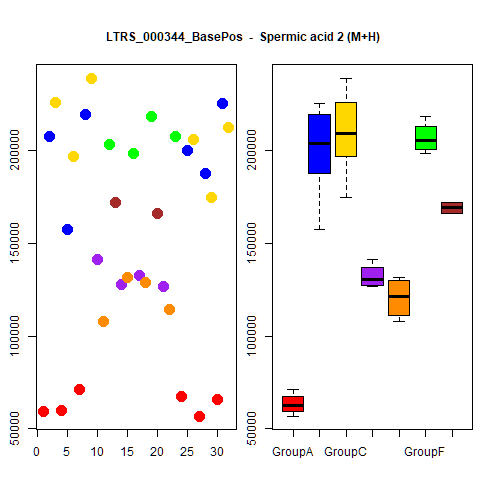 LTRS_000344_BasePos - Spermic acid 2 (M+H)
200000
150000
100000
50000
0 5 10 15 20 25 30
200000
150000
100000
50000
GroupA GroupC GroupF